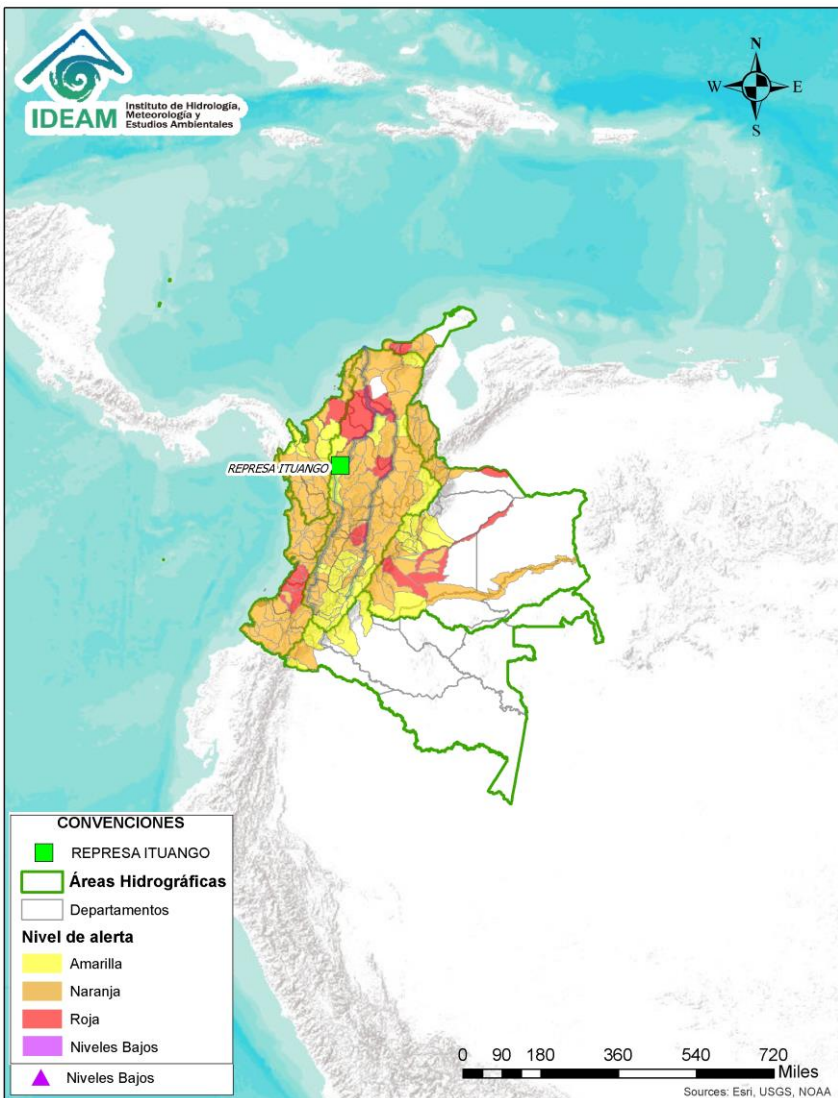 IDEAM
Instituto de Hidrología,
Meteorología y
Estudios Ambientales
N
W
E
S
REPRESA ITUANGO
CONVENCIONES
REPRESA ITUANGO
Áreas Hidrográficas
Departamentos
Nivel de alerta
Amarilla
Naranja
Roja
Niveles Bajos
Niveles Bajos
0 90 180 360 540 720
Miles
Sources: Esri, USGS, NOAA